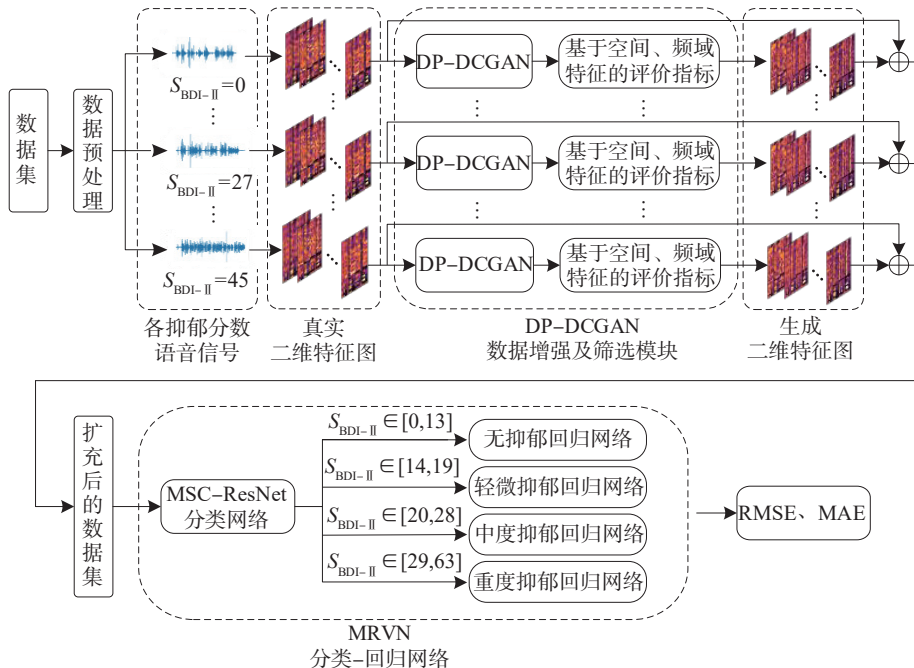 数据集
数据预处理
S_BDI-Ⅱ=0
⋮
S_BDI-Ⅱ=27
⋮
S_BDI-Ⅱ=45
各抑郁分数
语音信号
真实
二维特征图
DP-DCGAN
基于空间、频域
特征的评价指标
⋮
⋮
DP-DCGAN
基于空间、频域
特征的评价指标
⋮
⋮
DP-DCGAN
基于空间、频域
特征的评价指标
DP-DCGAN
数据增强及筛选模块
生成
二维特征图
扩充后的数据集
MSC-ResNet
分类网络
S_BDI-Ⅱ∈[0,13]
无抑郁回归网络
S_BDI-Ⅱ∈[14,19]
轻微抑郁回归网络
S_BDI-Ⅱ∈[20,28]
中度抑郁回归网络
S_BDI-Ⅱ∈[29,63]
重度抑郁回归网络
MRVN
分类-回归网络
RMSE、MAE